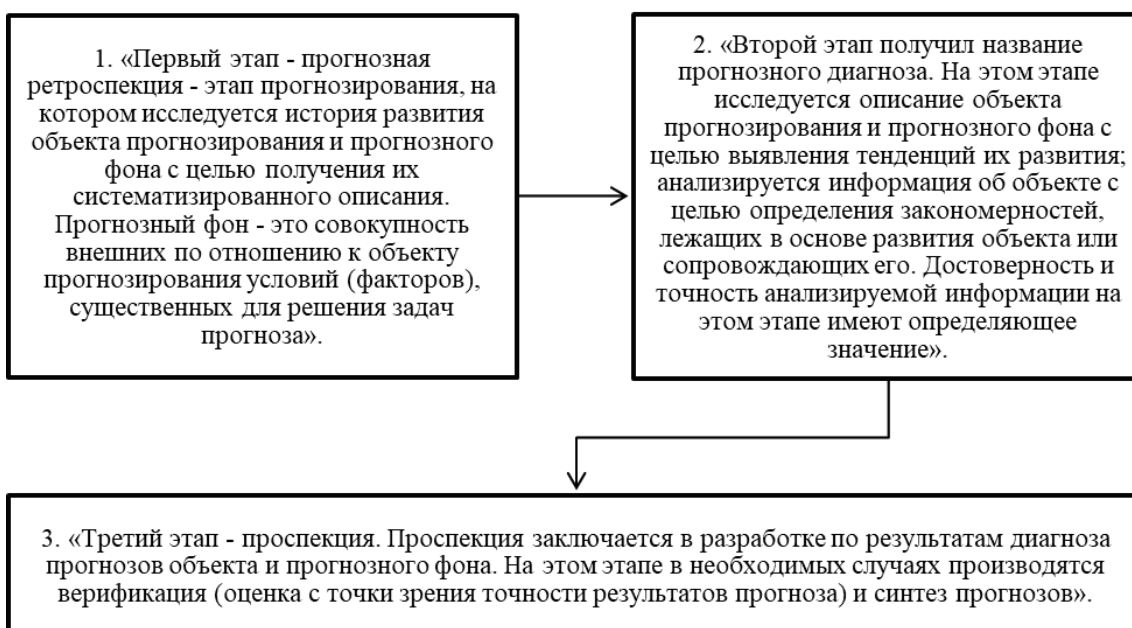 1. «Первый этап - прогнозная
ретроспекция - этап прогнозирования, на
котором исследуется история развития
объекта прогнозирования и прогнозного
фона с целью получения их
систематизированного описания.
Прогнозный фон - это совокупность
внешних по отношению к объекту
прогнозирования условий (факторов),
существенных для решения задач
прогноза».
2. «Второй этап получил название
прогнозного диагноза. На этом этапе
исследуется описание объекта
прогнозирования и прогнозного фона с
целью выявления тенденций их развития;
анализируется информация об объекте с
целью определения закономерностей,
лежащих в основе развития объекта или
сопровождающих его. Достоверность и
точность анализируемой информации на
этом этапе имеют определяющее
значение».
3. «Третий этап - проспекция. Проспекция заключается в разработке по результатам диагноза
прогнозов объекта и прогнозного фона. На этом этапе в необходимых случаях производятся
верификация (оценка с точки зрения точности результатов прогноза) и синтез прогнозов».